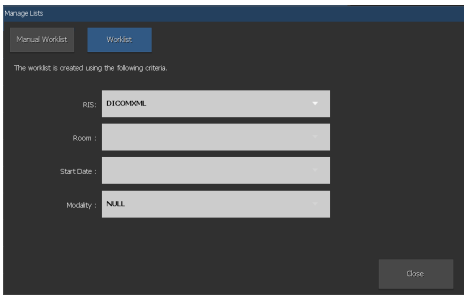 Manage Lists
Manual Worklist
Worklist
The worklist is created using the following criteria.
RIS: DICOMXML
Room :
Start Date :
Modality : NULL
Close